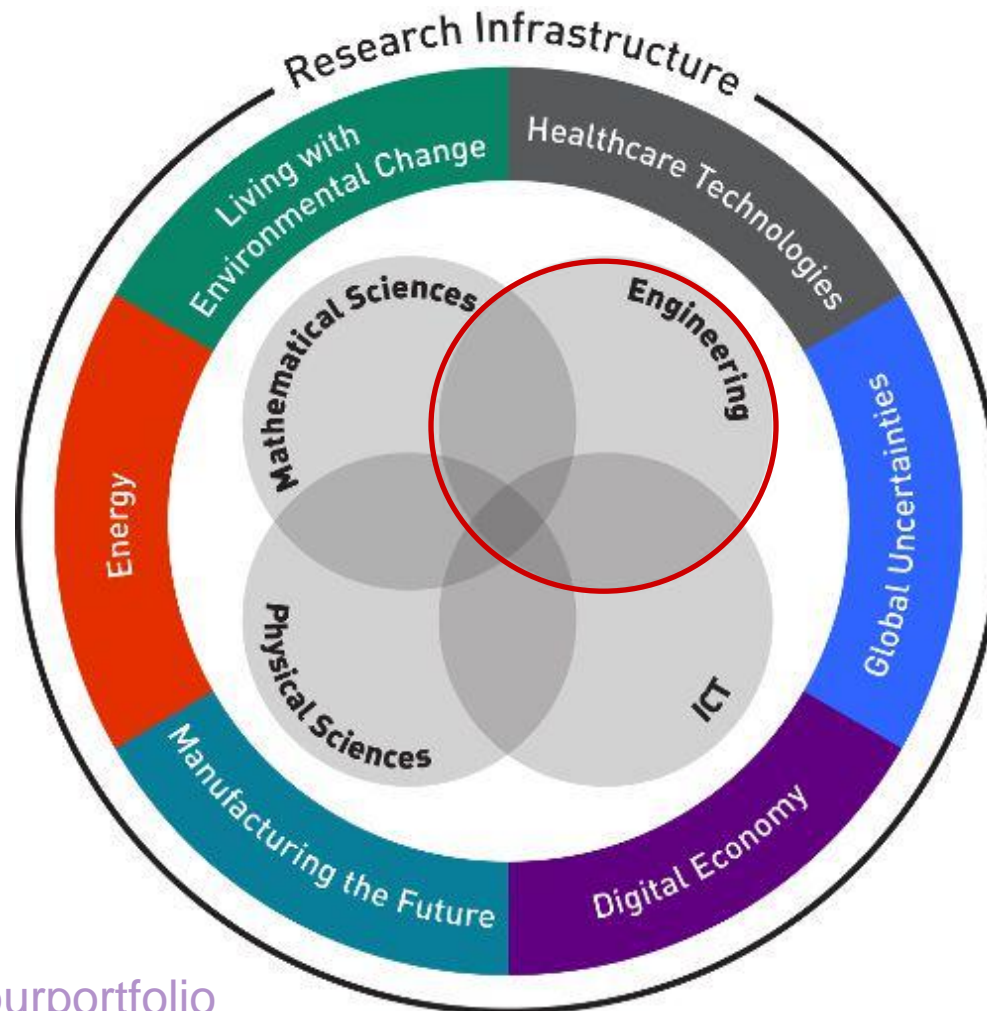 Research Infrastructure
Living with
Environmental Change
Healthcare Technologies
Mathematical Sciences
Engineering
Energy
Global Uncertainties
Physical Sciences
ICT
Manufacturing the Future
Digital Economy
ourportfolio